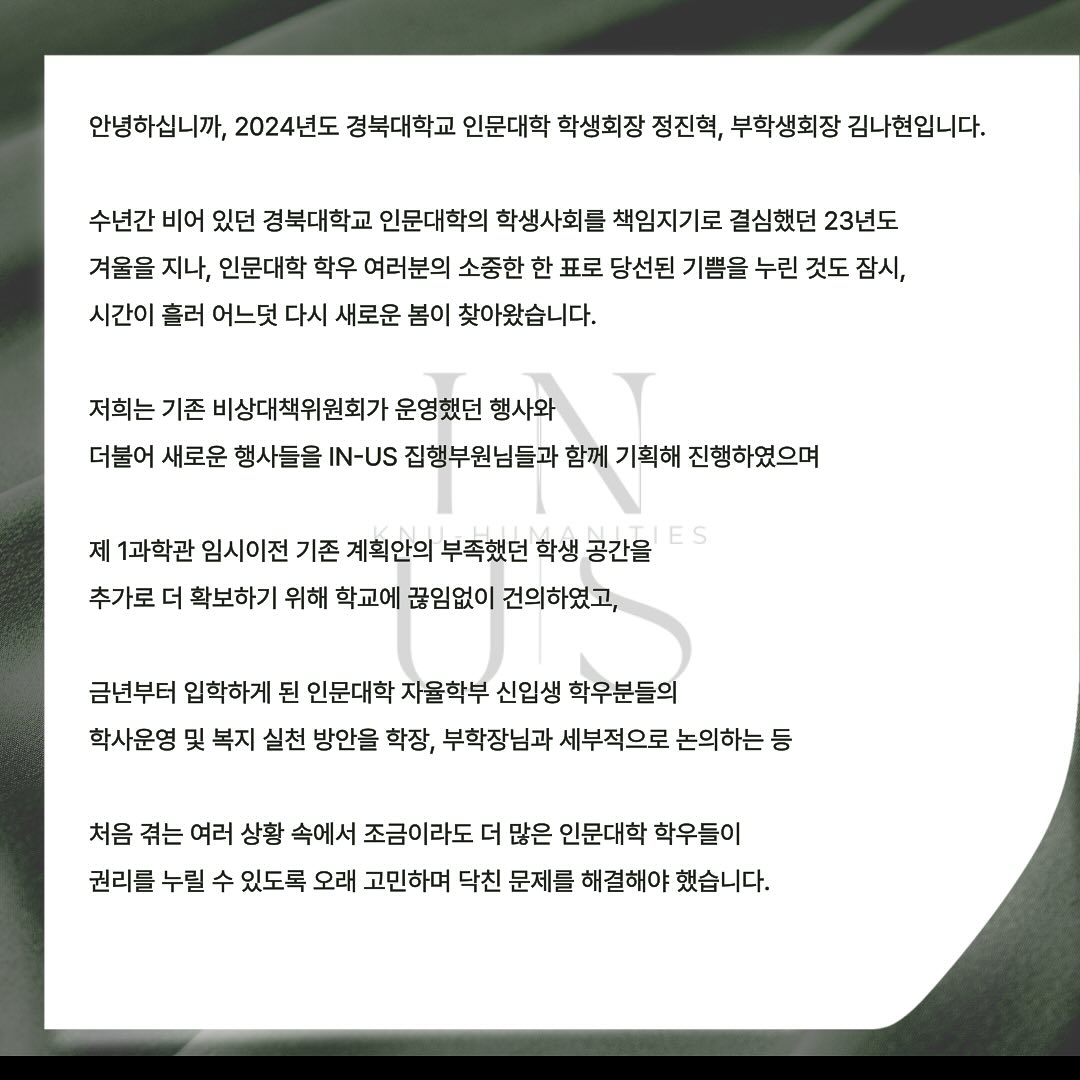 안녕하십니까, 2024년도 경북대학교 인문대학 학생회장 정진혁, 부학생회장 김나현입니다.
수년간 비어 있던 경북대학교 인문대학의 학생사회를 책임지기로 결심했던 23년도
겨울을 지나, 인문대학 학우 여러분의 소중한 한 표로 당선된 기쁨을 누린 것도 잠시,
시간이 흘러 어느덧 다시 새로운 봄이 찾아왔습니다.
저희는 기존 비상대책위원회가 운영했던 행사와
더불어 새로운 행사들을 IN-US 집행부원님들과 함께 기획해 진행하였으며
제 1과학관 임시이전 기존 계획안의 부족했던 학생 공간을
추가로 더 확보하기 위해 학교에 끊임없이 건의하였고,
금년부터 입학하게 된 인문대학 자율학부 신입생 학우분들의
학사운영 및 복지 실천 방안을 학장, 부학장님과 세부적으로 논의하는 등
처음 겪는 여러 상황 속에서 조금이라도 더 많은 인문대학 학우들이
권리를 누릴 수 있도록 오래 고민하며 닥친 문제를 해결해야 했습니다.
IN
KNU-HUMANITIES
US